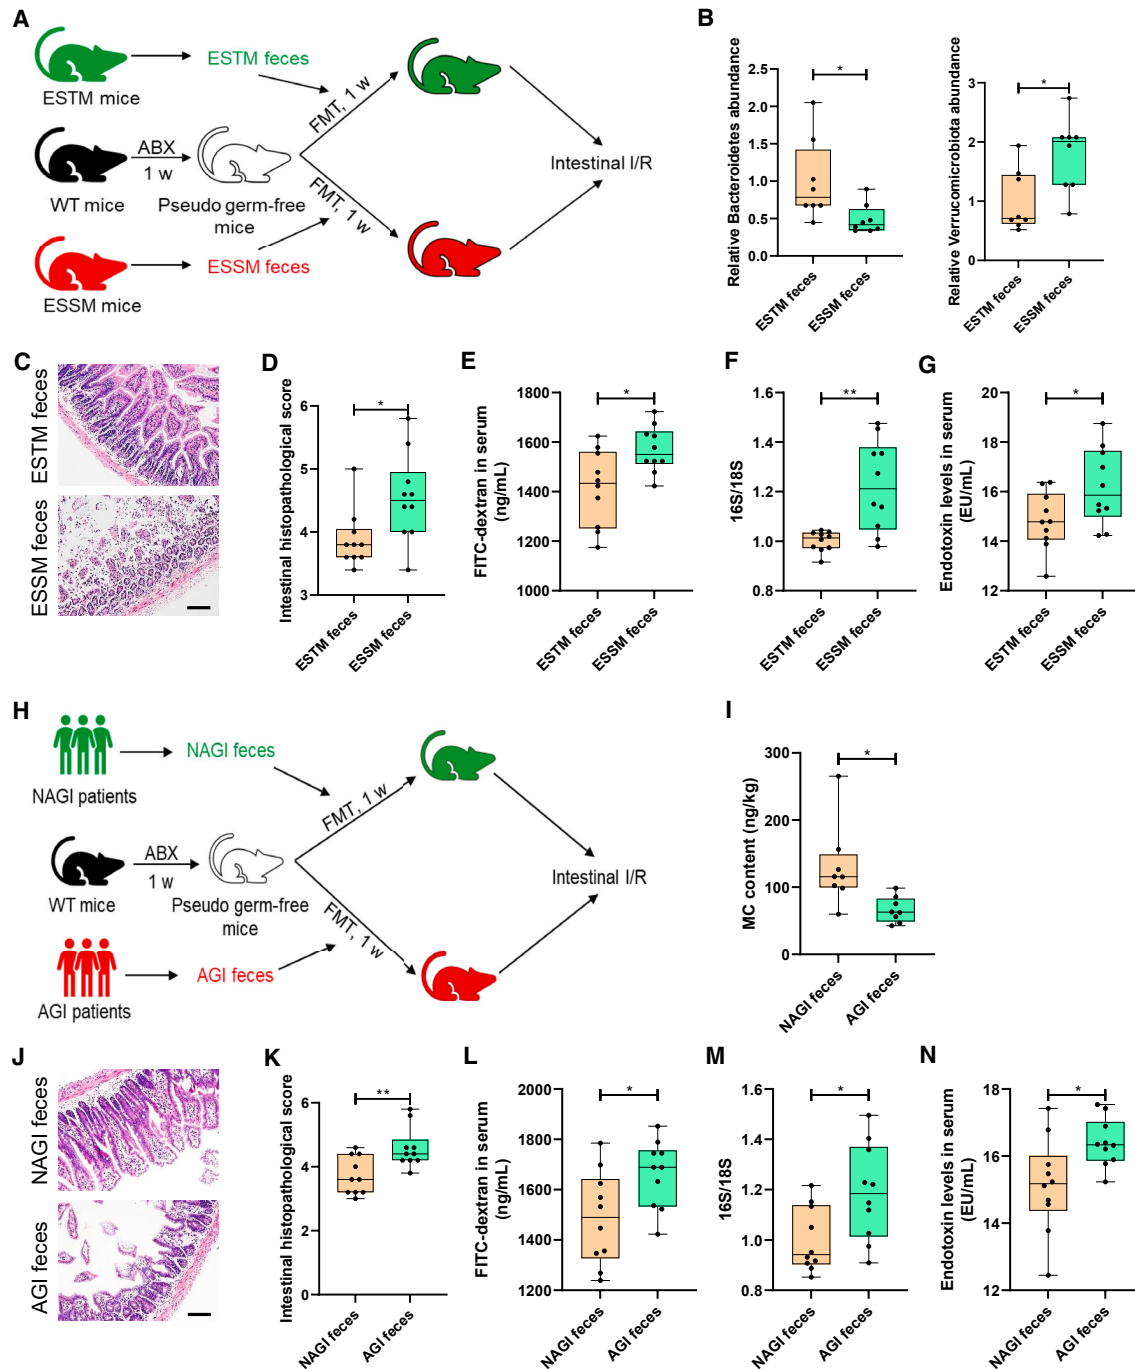 A
ESTM mice
ESTM feces
WT mice
ABX
1 w
Pseudo germ-free
mice
FMT, 1 w
FMT, 1 w
Intestinal I/R
ESSM mice
ESSM feces
B
Relative Bacteroidetes abundance
2.5
2.0
1.5
1.0
0.5
0.0
*
ESTM feces
ESSM feces
Relative Verrucomicrobiota abundance
3
2
1
0
*
ESTM feces
ESSM feces
C
ESTM feces
ESSM feces
D
Intestinal histopathological score
6
5
4
3
*
ESTM feces
ESSM feces
E
FITC-dextran in serum
(ng/mL)
1800
1600
1400
1200
1000
*
ESTM feces
ESSM feces
F
16S/18S
1.6
1.4
1.2
1.0
0.8
**
ESTM feces
ESSM feces
G
Endotoxin levels in serum
(EU/mL)
20
18
16
14
12
*
ESTM feces
ESSM feces
H
NAGI patients
NAGI feces
WT mice
ABX
1 w
Pseudo germ-free
mice
FMT, 1 w
FMT, 1 w
Intestinal I/R
AGI patients
AGI feces
I
MC content (ng/kg)
300
200
100
0
*
NAGI feces
AGI feces
J
NAGI feces
AGI feces
K
Intestinal histopathological score
6
4
2
0
**
NAGI feces
AGI feces
L
FITC-dextran in serum
(ng/mL)
2000
1800
1600
1400
1200
*
NAGI feces
AGI feces
M
16S/18S
1.6
1.4
1.2
1.0
0.8
*
NAGI feces
AGI feces
N
Endotoxin levels in serum
(EU/mL)
18
16
14
12
*
NAGI feces
AGI feces